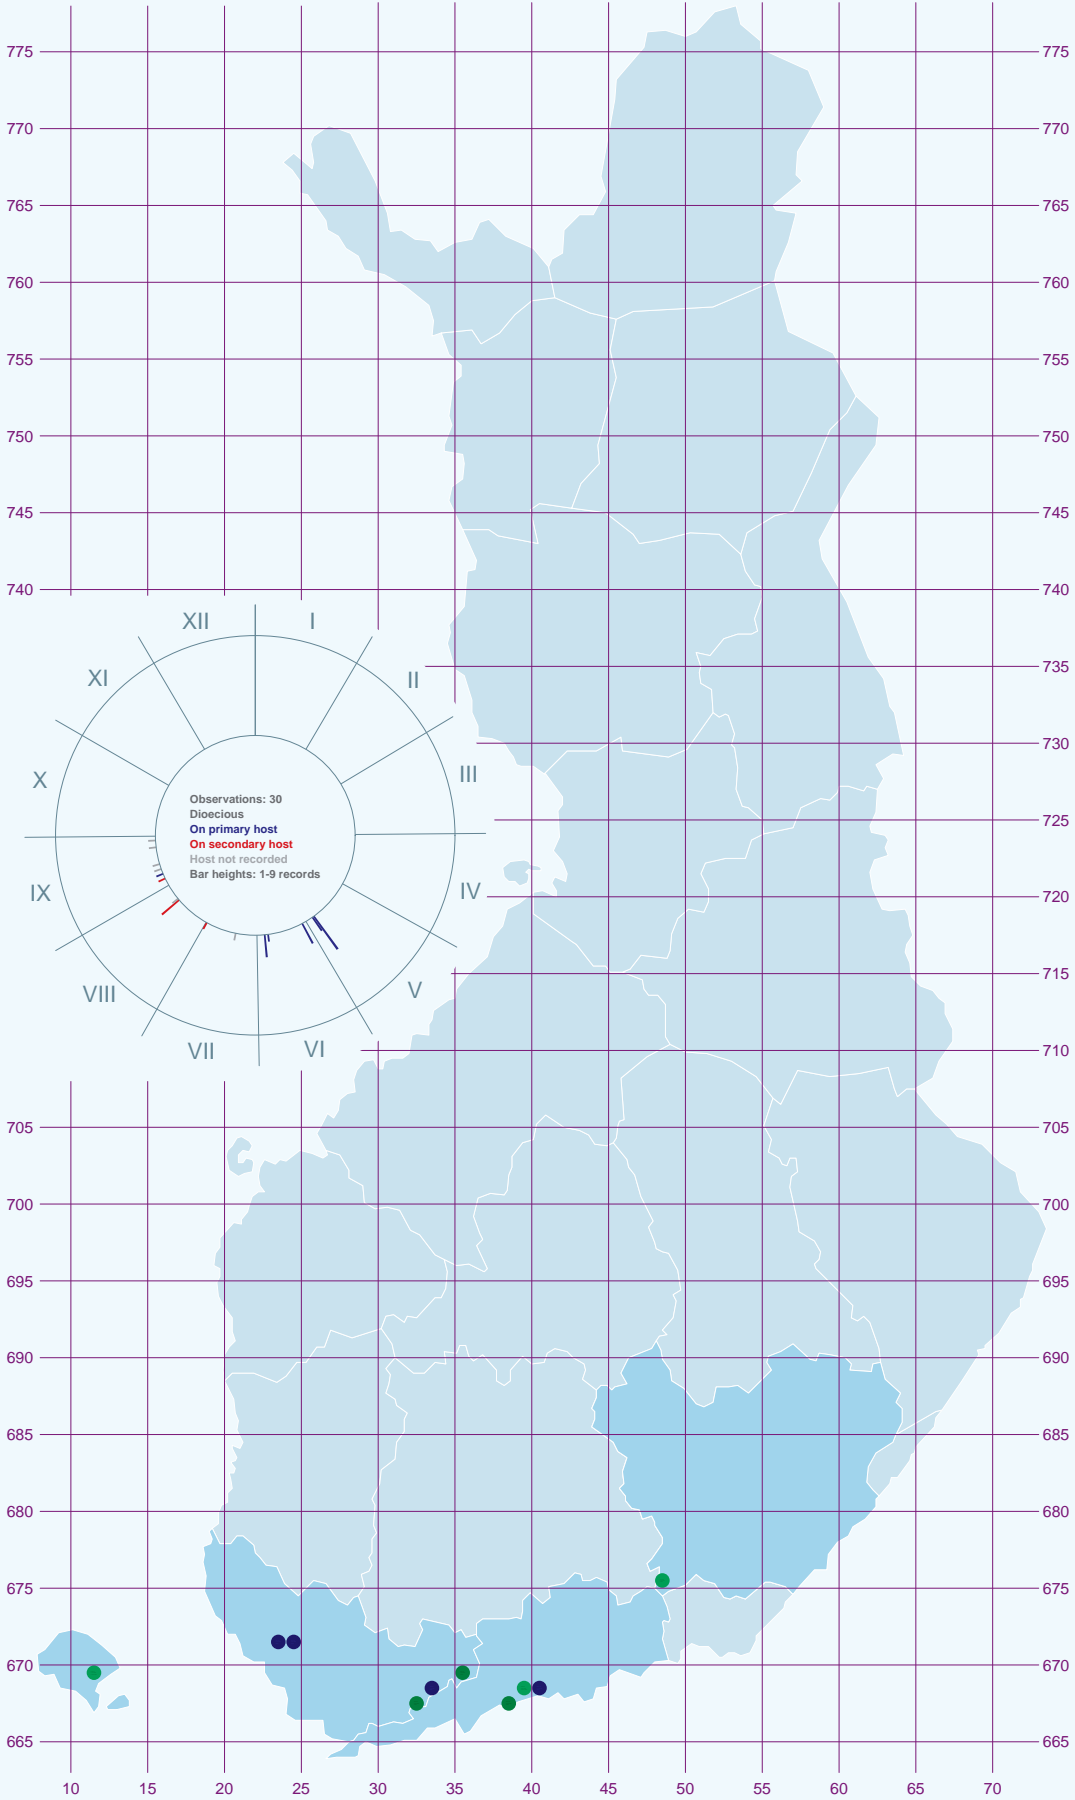 775 775
770 770
765 765
760 760
755 755
750 750
745 745
740 740
XII I
XI II
735
730
X III
Observations: 30
Dioecious
On primary host
On secondary host
Host not recorded
Bar heights: 1-9 records
725
IX IV
720
VIII V
715
VII VI
710
705 705
700 700
695 695
690 690
685 685
680 680
675 675
670 670
665 665
10 15 20 25 30 35 40 45 50 55 60 65 70